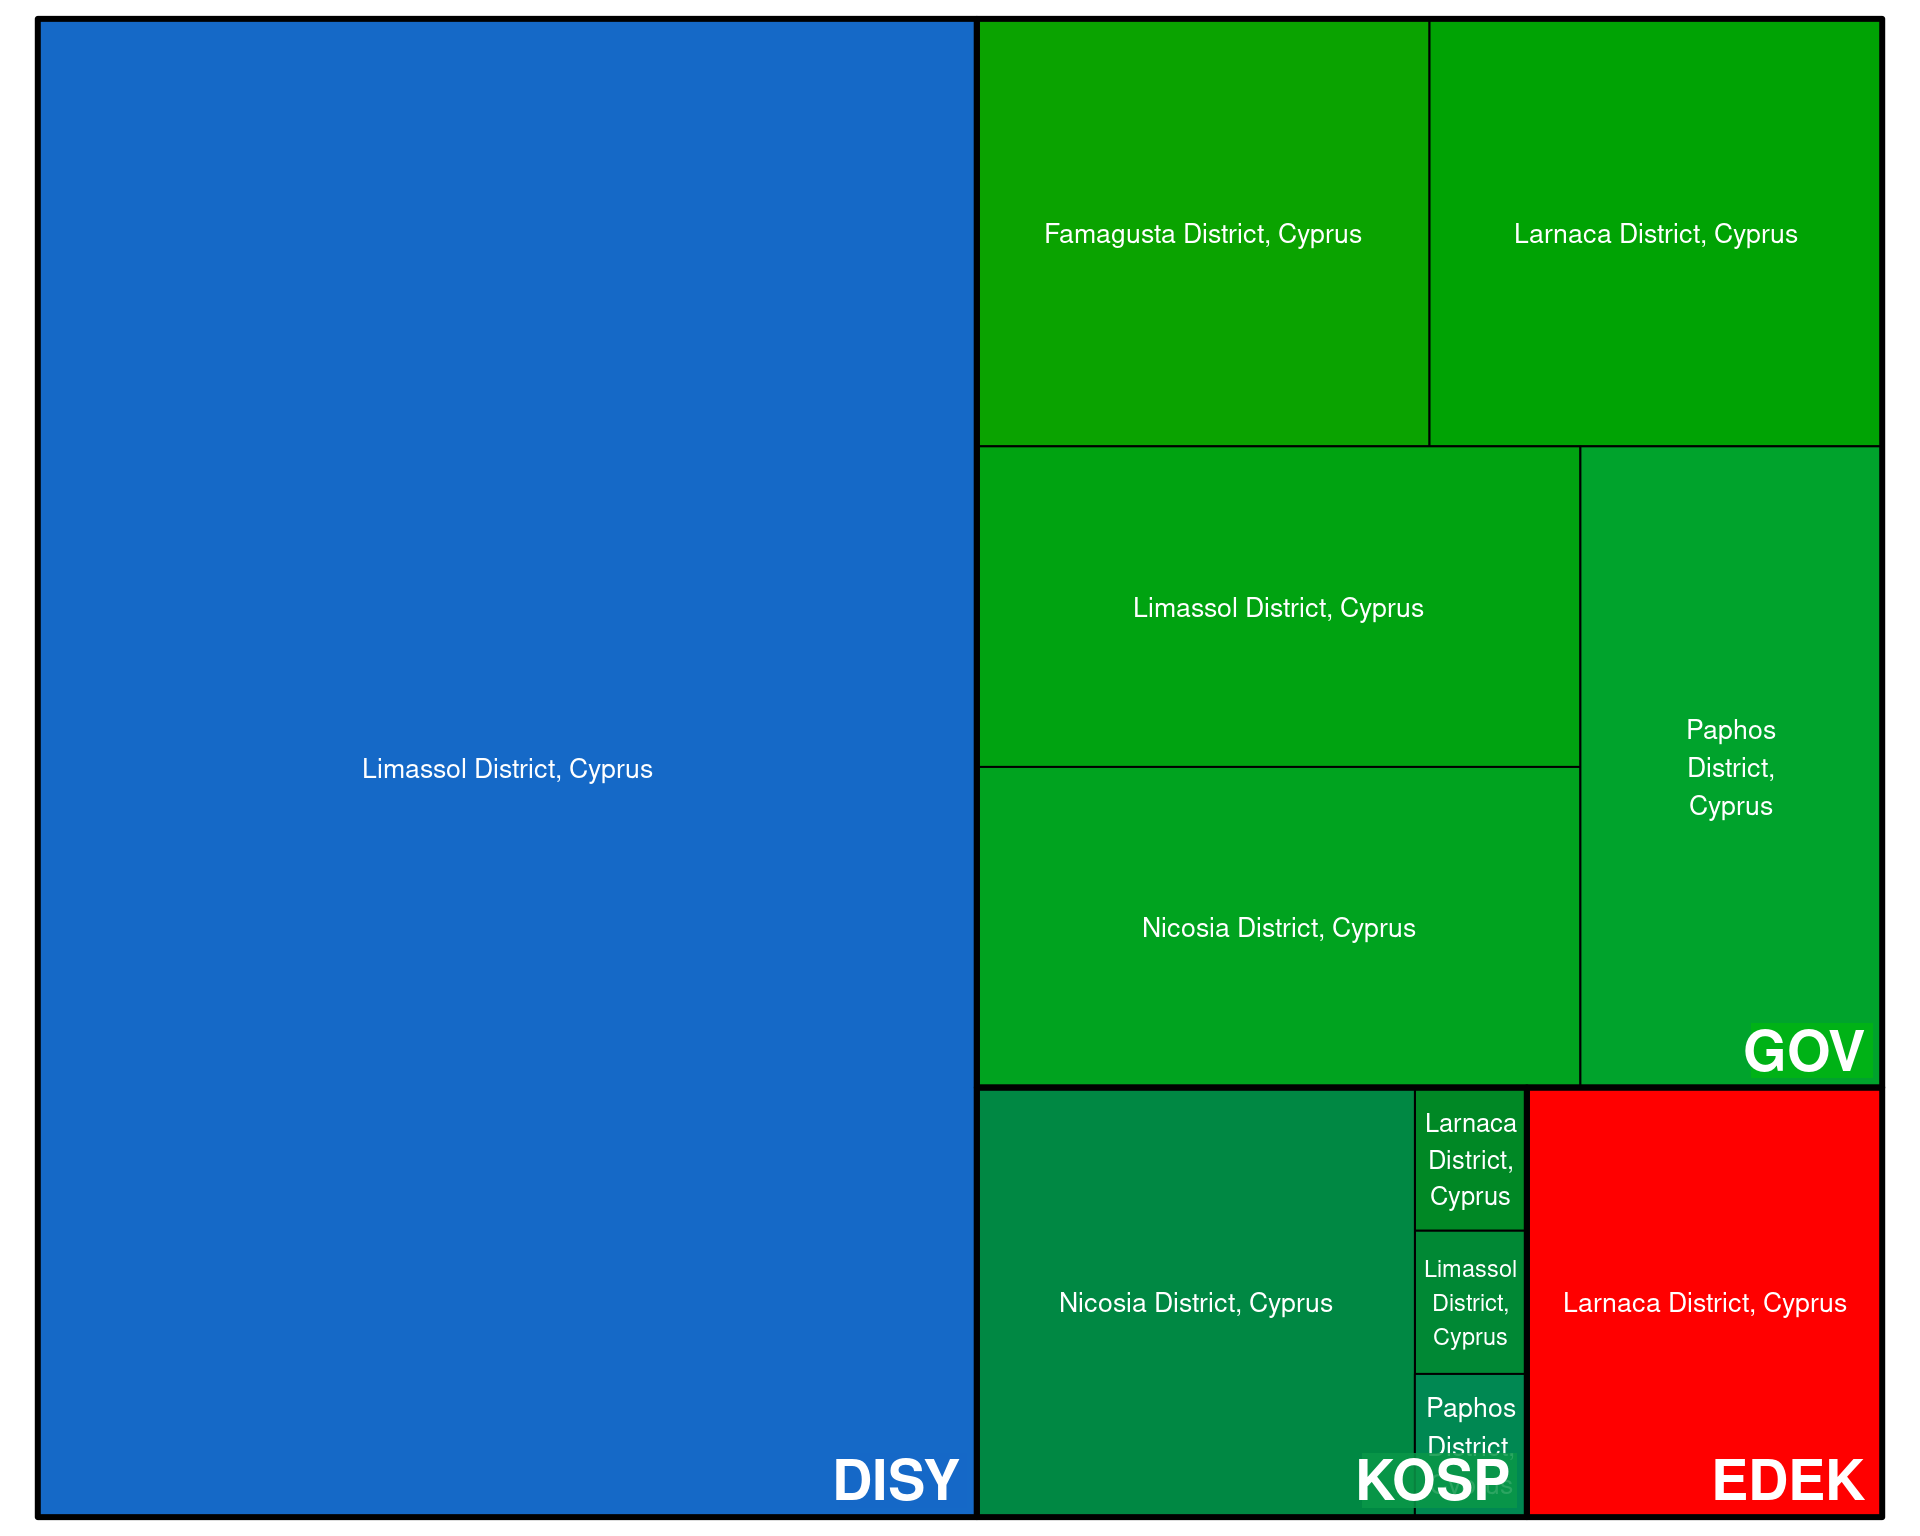 Limassol District, Cyprus
DISY
Famagusta District, Cyprus
Larnaca District, Cyprus
Limassol District, Cyprus
Nicosia District, Cyprus
Paphos
District,
Cyprus
GOV
Nicosia District, Cyprus
Larnaca
District,
Cyprus
Limassol
District,
Cyprus
Paphos
District,
KOSP
Larnaca District, Cyprus
EDEK